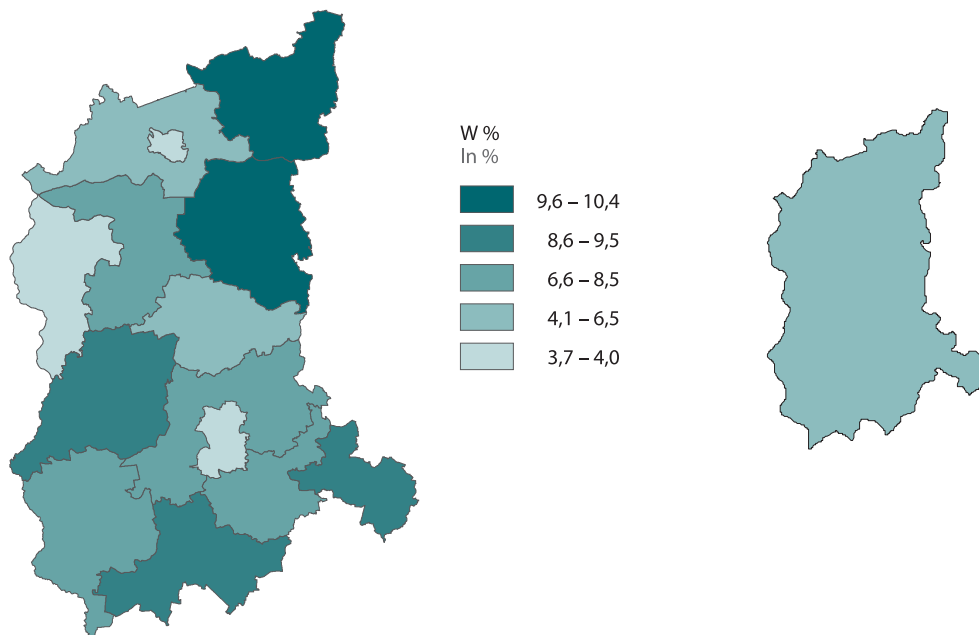 W %
In %
9,6 – 10,4
8,6 – 9,5
6,6 – 8,5
4,1 – 6,5
3,7 – 4,0